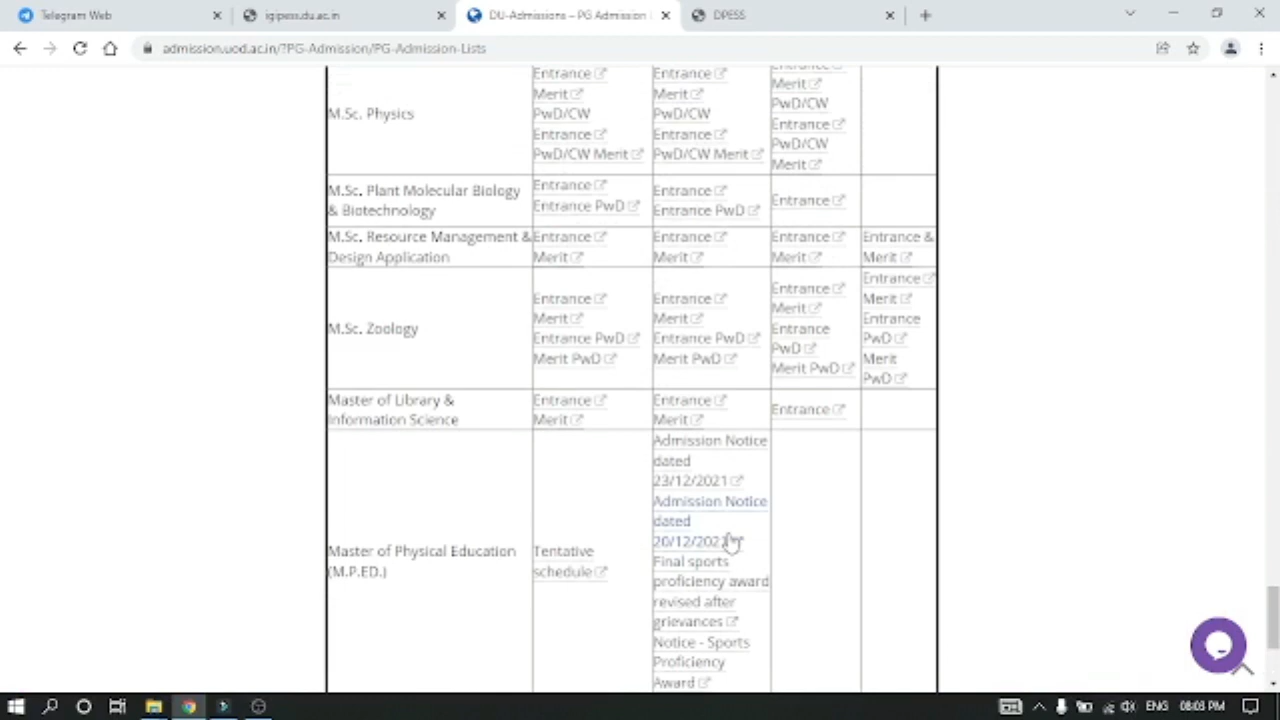 Telegram Web
igipess.du.ac.in
DU-Admissions – PG Admission
DPESS
admission.uod.ac.in/?PG-Admission/PG-Admission-Lists
M.Sc. Physics
Entrance
Merit
PwD/CW
Entrance
PwD/CW Merit
Entrance
Merit
PwD/CW
Entrance
PwD/CW Merit
Entrance
Merit
PwD/CW
Entrance
PwD/CW
Merit
M.Sc. Plant Molecular Biology
& Biotechnology
Entrance
Entrance PwD
Entrance
Entrance PwD
Entrance
M.Sc. Resource Management &
Design Application
Entrance
Merit
Entrance
Merit
Entrance
Merit
Entrance &
Merit
M.Sc. Zoology
Entrance
Merit
Entrance PwD
Merit PwD
Entrance
Merit
Entrance PwD
Merit PwD
Entrance
Merit
Entrance
PwD
Merit PwD
Entrance
Merit
Entrance
PwD
Merit
PwD
Master of Library &
Information Science
Entrance
Merit
Entrance
Merit
Entrance
Master of Physical Education
(M.P.ED.)
Tentative
schedule
Admission Notice
dated
23/12/2021
Admission Notice
dated
20/12/2021
Final sports
proficiency award
revised after
grievances
Notice - Sports
Proficiency
Award
ENG
08:03 PM